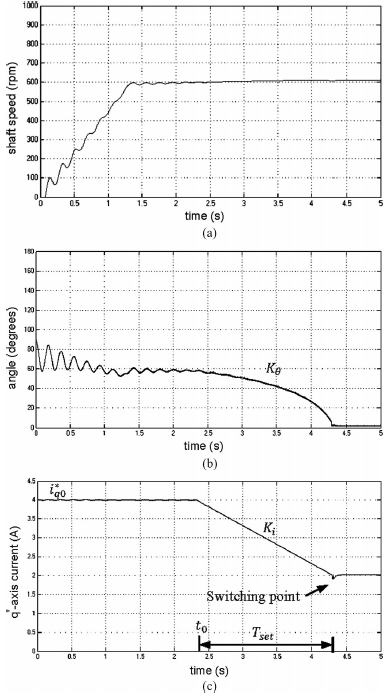 1000
900
800
700
600
500
400
300
200
100
0
shaft speed (rpm)
0 0.5 1 1.5 2 2.5 3 3.5 4 4.5 5
time (s)
(a)
180
160
140
120
100
80
60
40
20
0
angle (degrees)
Kθ
0 0.5 1 1.5 2 2.5 3 3.5 4 4.5 5
time (s)
(b)
4.5
4
3.5
3
2.5
2
1.5
1
0.5
0
q*-axis current (A)
i*q0
Ki
Switching point
t0
Tset
0 0.5 1 1.5 2 2.5 3 3.5 4 4.5 5
time (s)
(c)